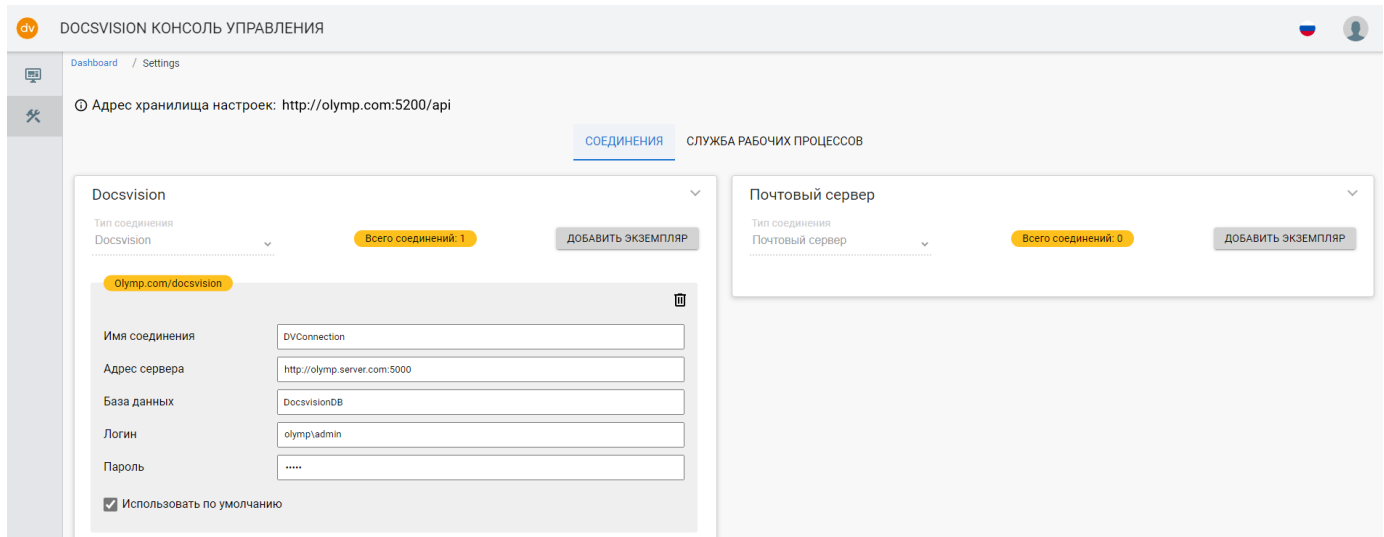 dv DOCSVISION КОНСОЛЬ УПРАВЛЕНИЯ
Dashboard / Settings
Адрес хранилища настроек: http://olymp.com:5200/api
СОЕДИНЕНИЯ СЛУЖБА РАБОЧИХ ПРОЦЕССОВ
Docsvision
Тип соединения
Docsvision
Всего соединений: 1
ДОБАВИТЬ ЭКЗЕМПЛЯР
Olymp.com/docsvision
Имя соединения DVConnection
Адрес сервера http://olymp.server.com:5000
База данных DocsvisionDB
Логин olymp\admin
Пароль •••••
Использовать по умолчанию
Почтовый сервер
Тип соединения
Почтовый сервер
Всего соединений: 0
ДОБАВИТЬ ЭКЗЕМПЛЯР